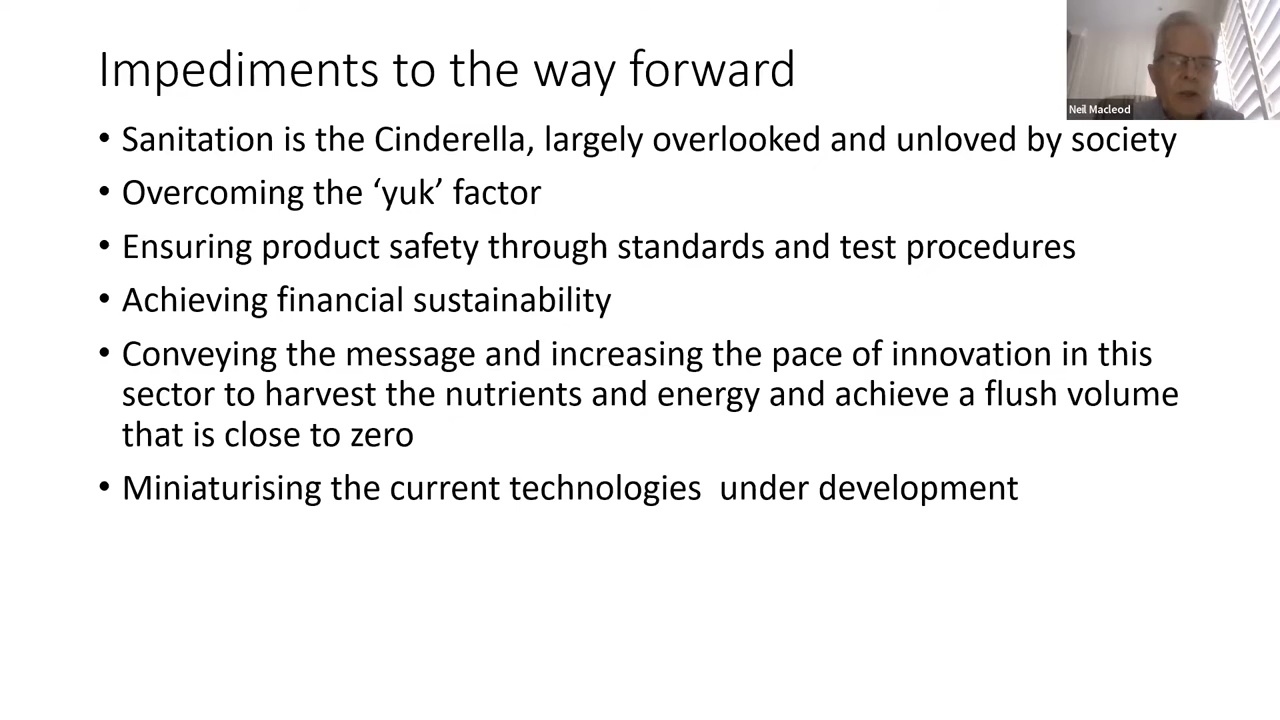 Impediments to the way forward
Neil Macleod
• Sanitation is the Cinderella, largely overlooked and unloved by society
• Overcoming the ‘yuk’ factor
• Ensuring product safety through standards and test procedures
• Achieving financial sustainability
• Conveying the message and increasing the pace of innovation in this
sector to harvest the nutrients and energy and achieve a flush volume
that is close to zero
• Miniaturising the current technologies  under development